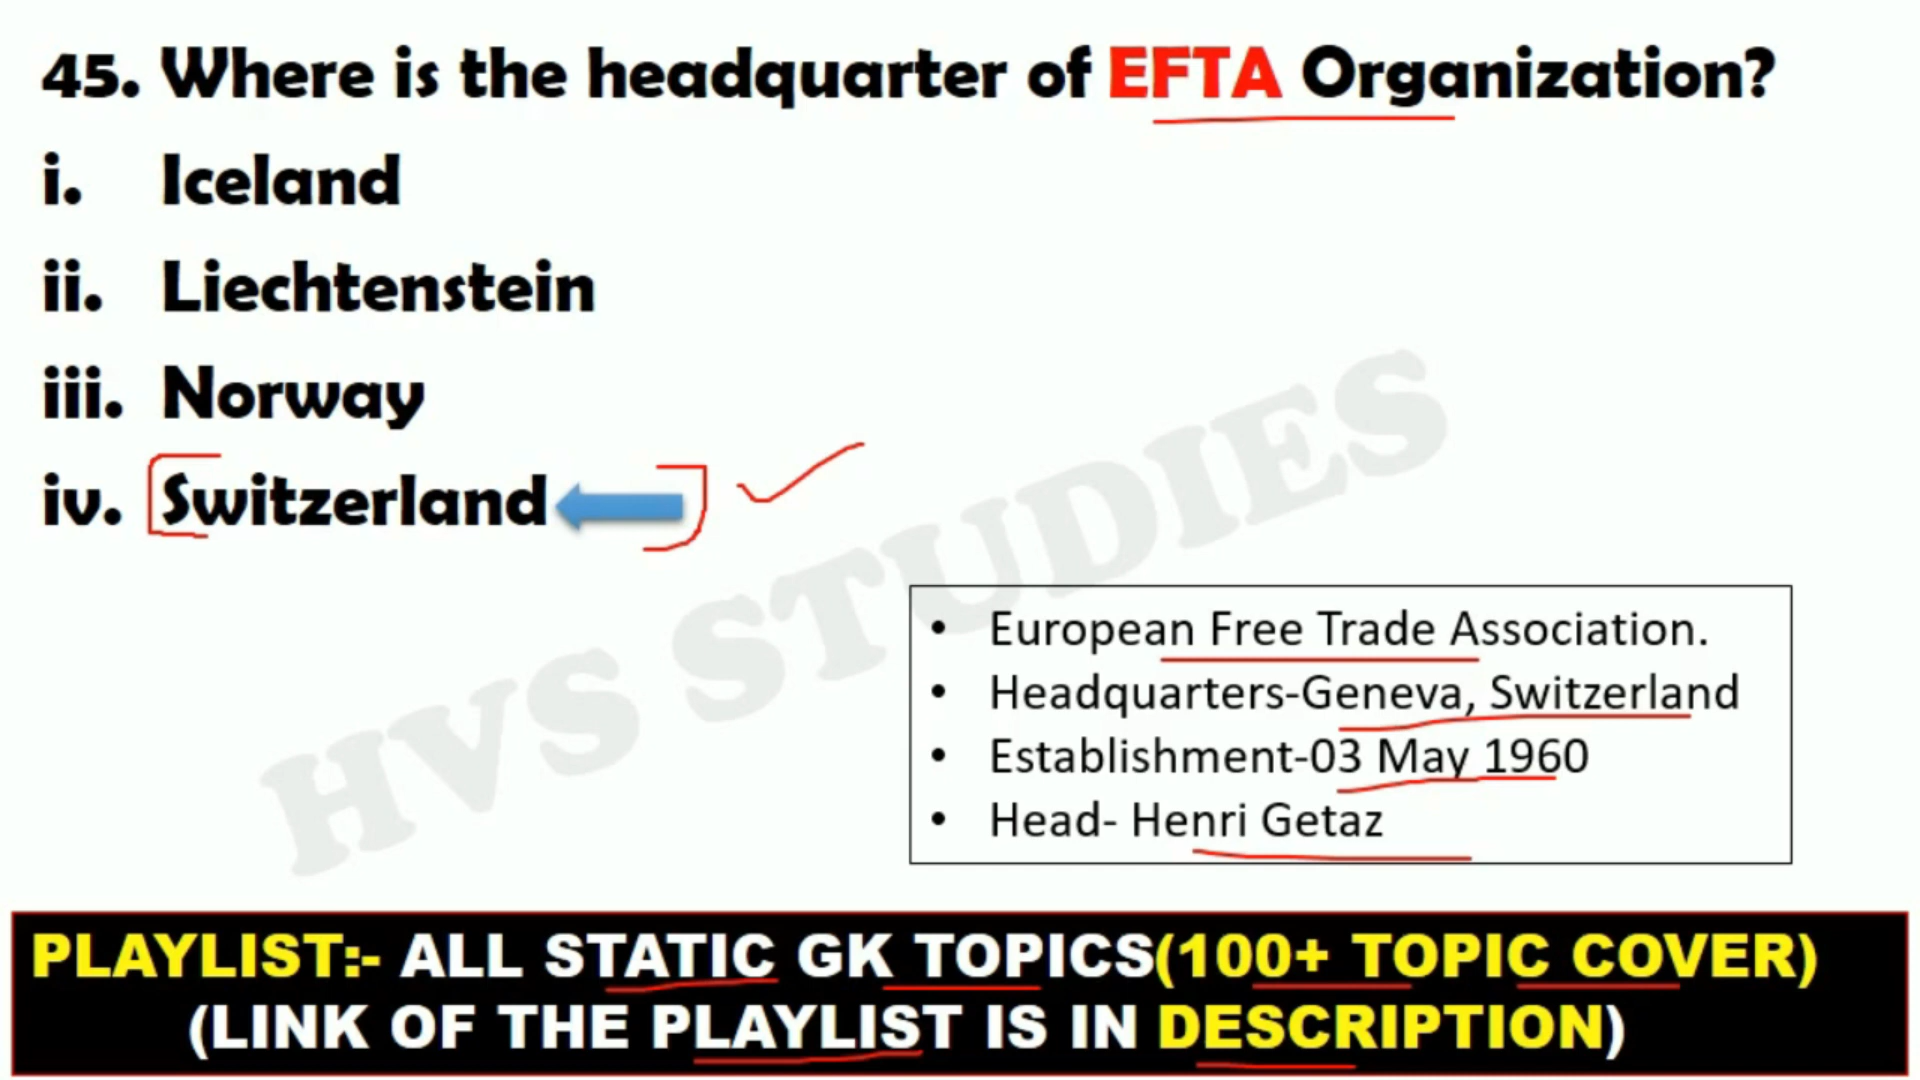 45. Where is the headquarter of EFTA Organization?
i. Iceland
ii. Liechtenstein
iii. Norway
iv. Switzerland
HVS STUDIES
• European Free Trade Association.
• Headquarters-Geneva, Switzerland
• Establishment-03 May 1960
• Head- Henri Getaz
PLAYLIST:- ALL STATIC GK TOPICS(100+ TOPIC COVER)
(LINK OF THE PLAYLIST IS IN DESCRIPTION)